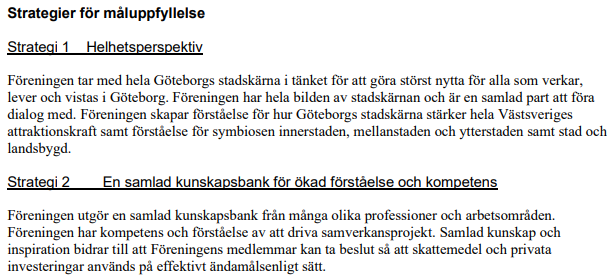 Strategier för måluppfyllelse
Strategi 1 Helhetsperspektiv
Föreningen tar med hela Göteborgs stadskärna i tänket för att göra störst nytta för alla som verkar,
lever och vistas i Göteborg. Föreningen har hela bilden av stadskärnan och är en samlad part att föra
dialog med. Föreningen skapar förståelse för hur Göteborgs stadskärna stärker hela Västsveriges
attraktionskraft samt förståelse för symbiosen innerstaden, mellanstaden och ytterstaden samt stad och
landsbygd.
Strategi 2 En samlad kunskapsbank för ökad förståelse och kompetens
Föreningen utgör en samlad kunskapsbank från många olika professioner och arbetsområden.
Föreningen har kompetens och förståelse av att driva samverkansprojekt. Samlad kunskap och
inspiration bidrar till att Föreningens medlemmar kan ta beslut så att skattemedel och privata
investeringar används på effektivt ändamålsenligt sätt.